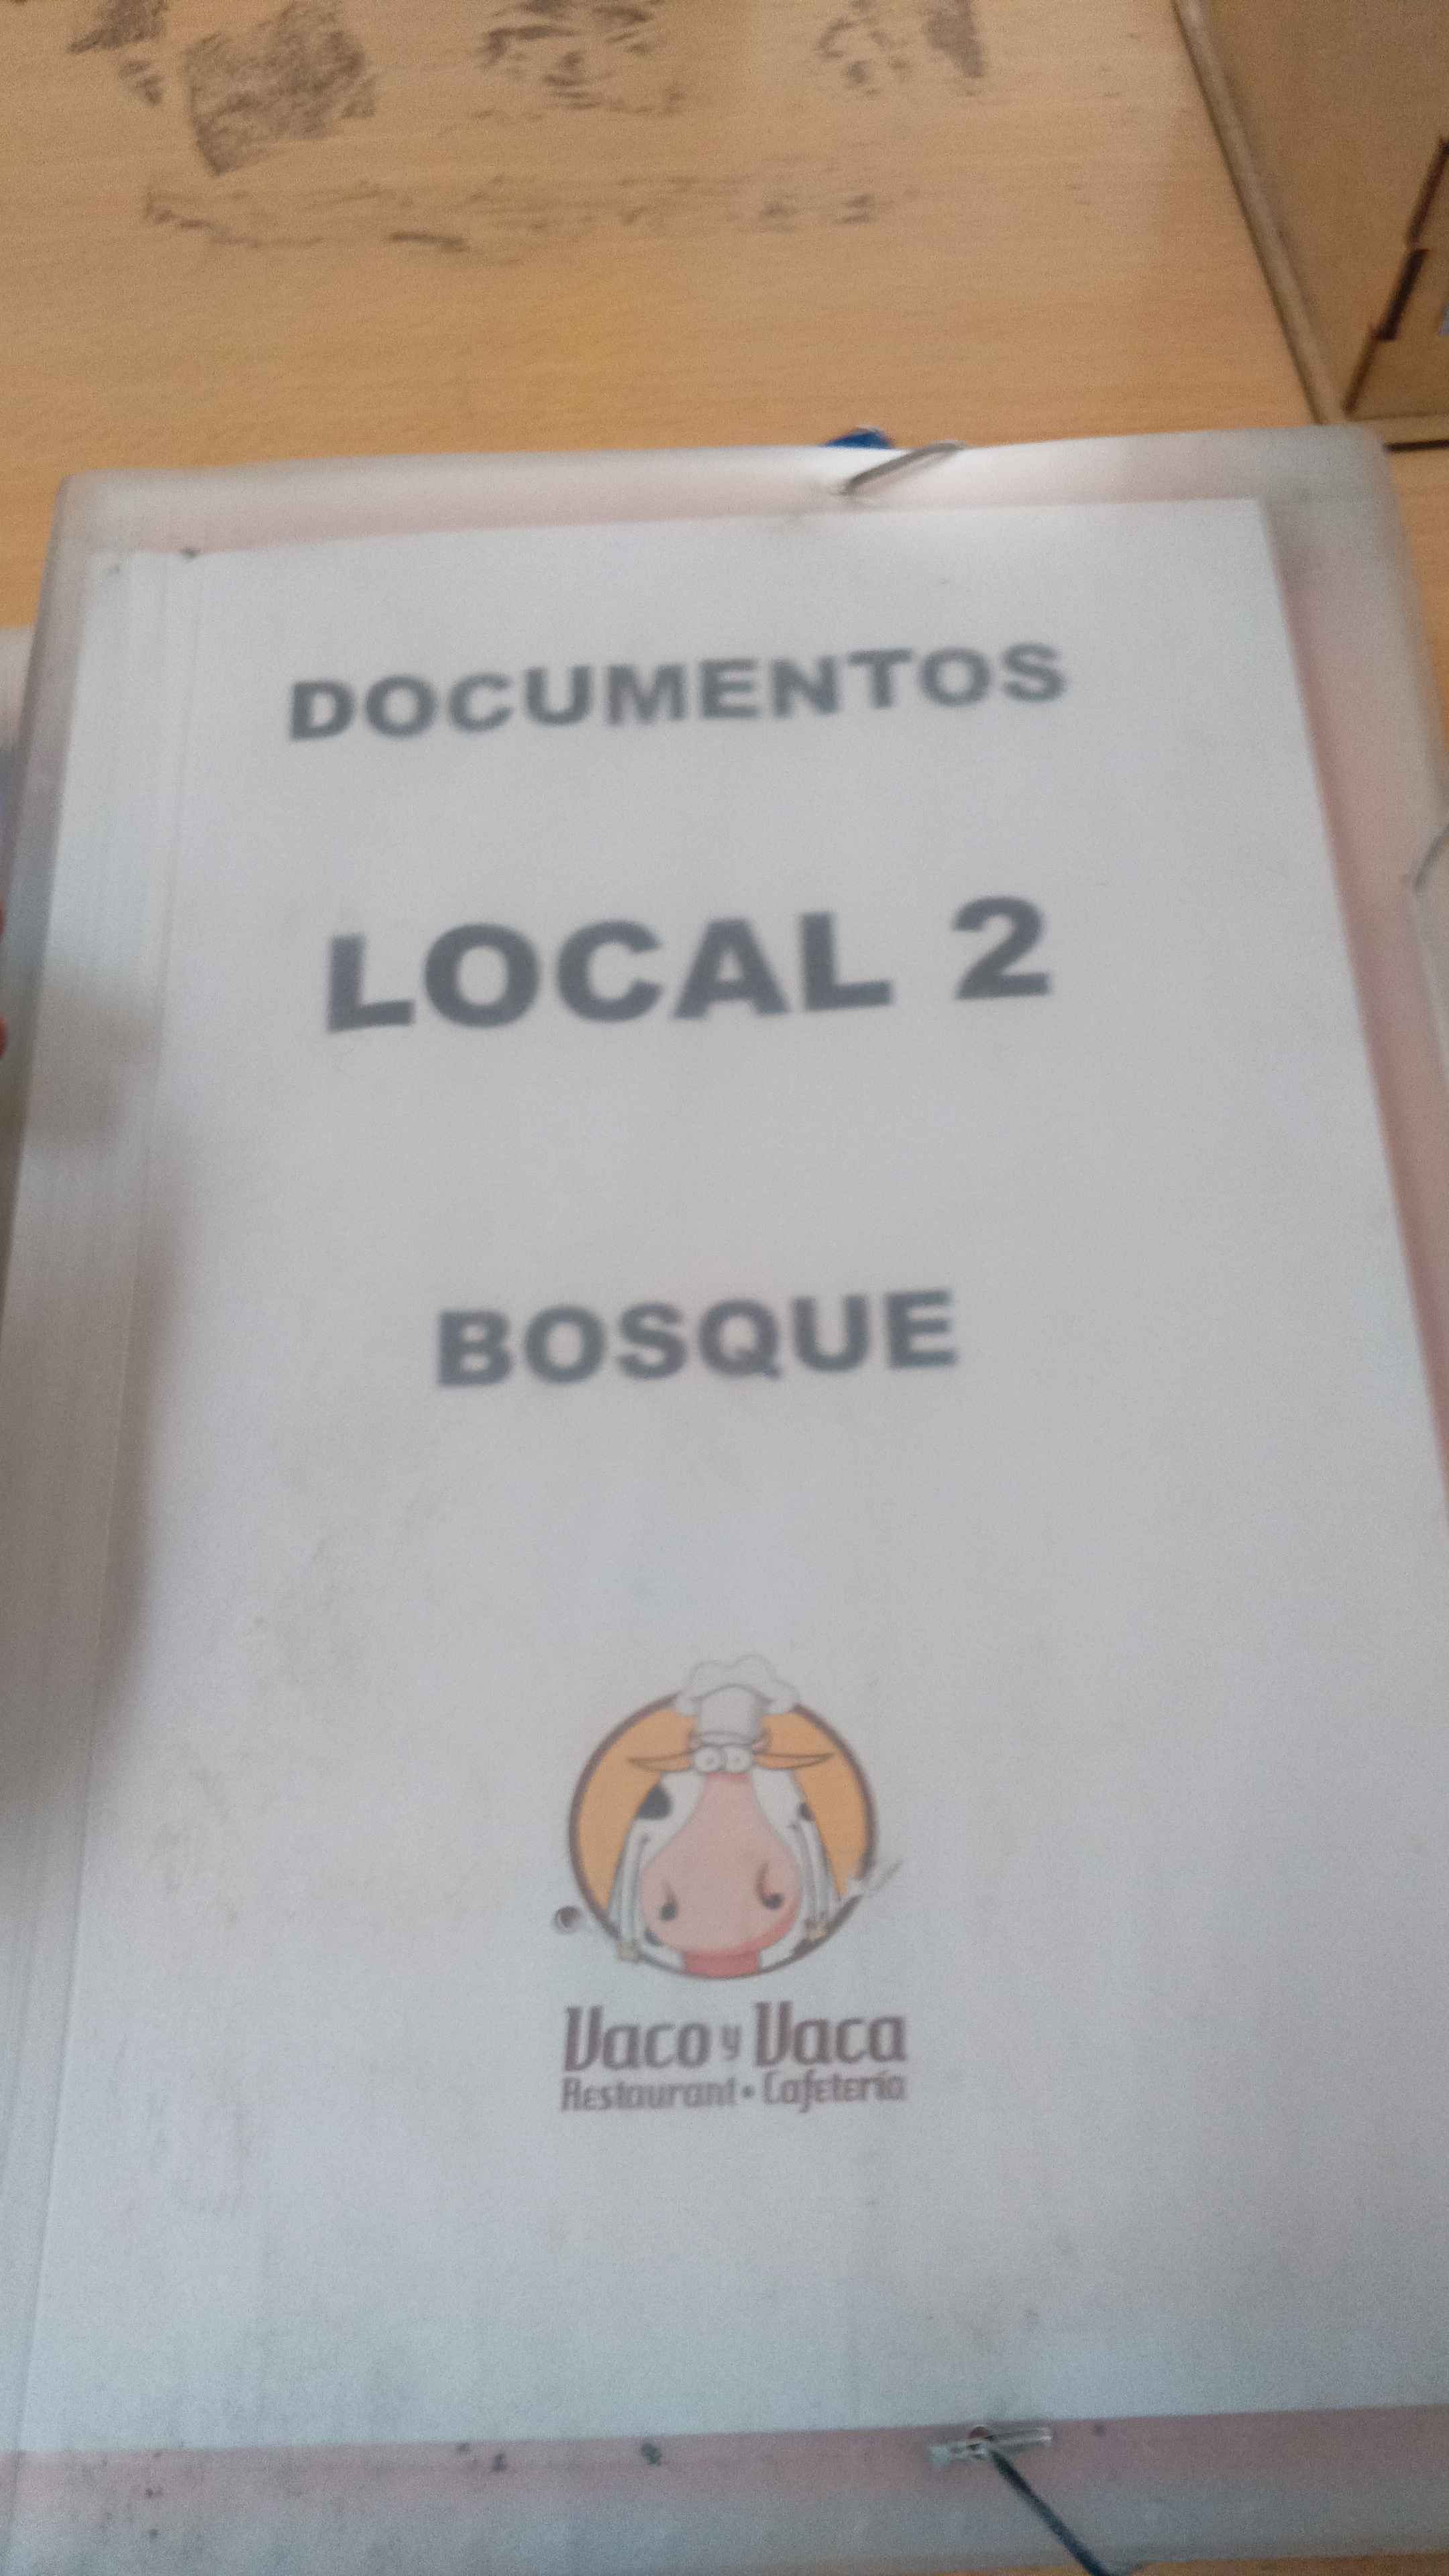 DOCUMENTOS
LOCAL 2
BOSQUE
Vaco y Vaca
Restaurant • Cafetería